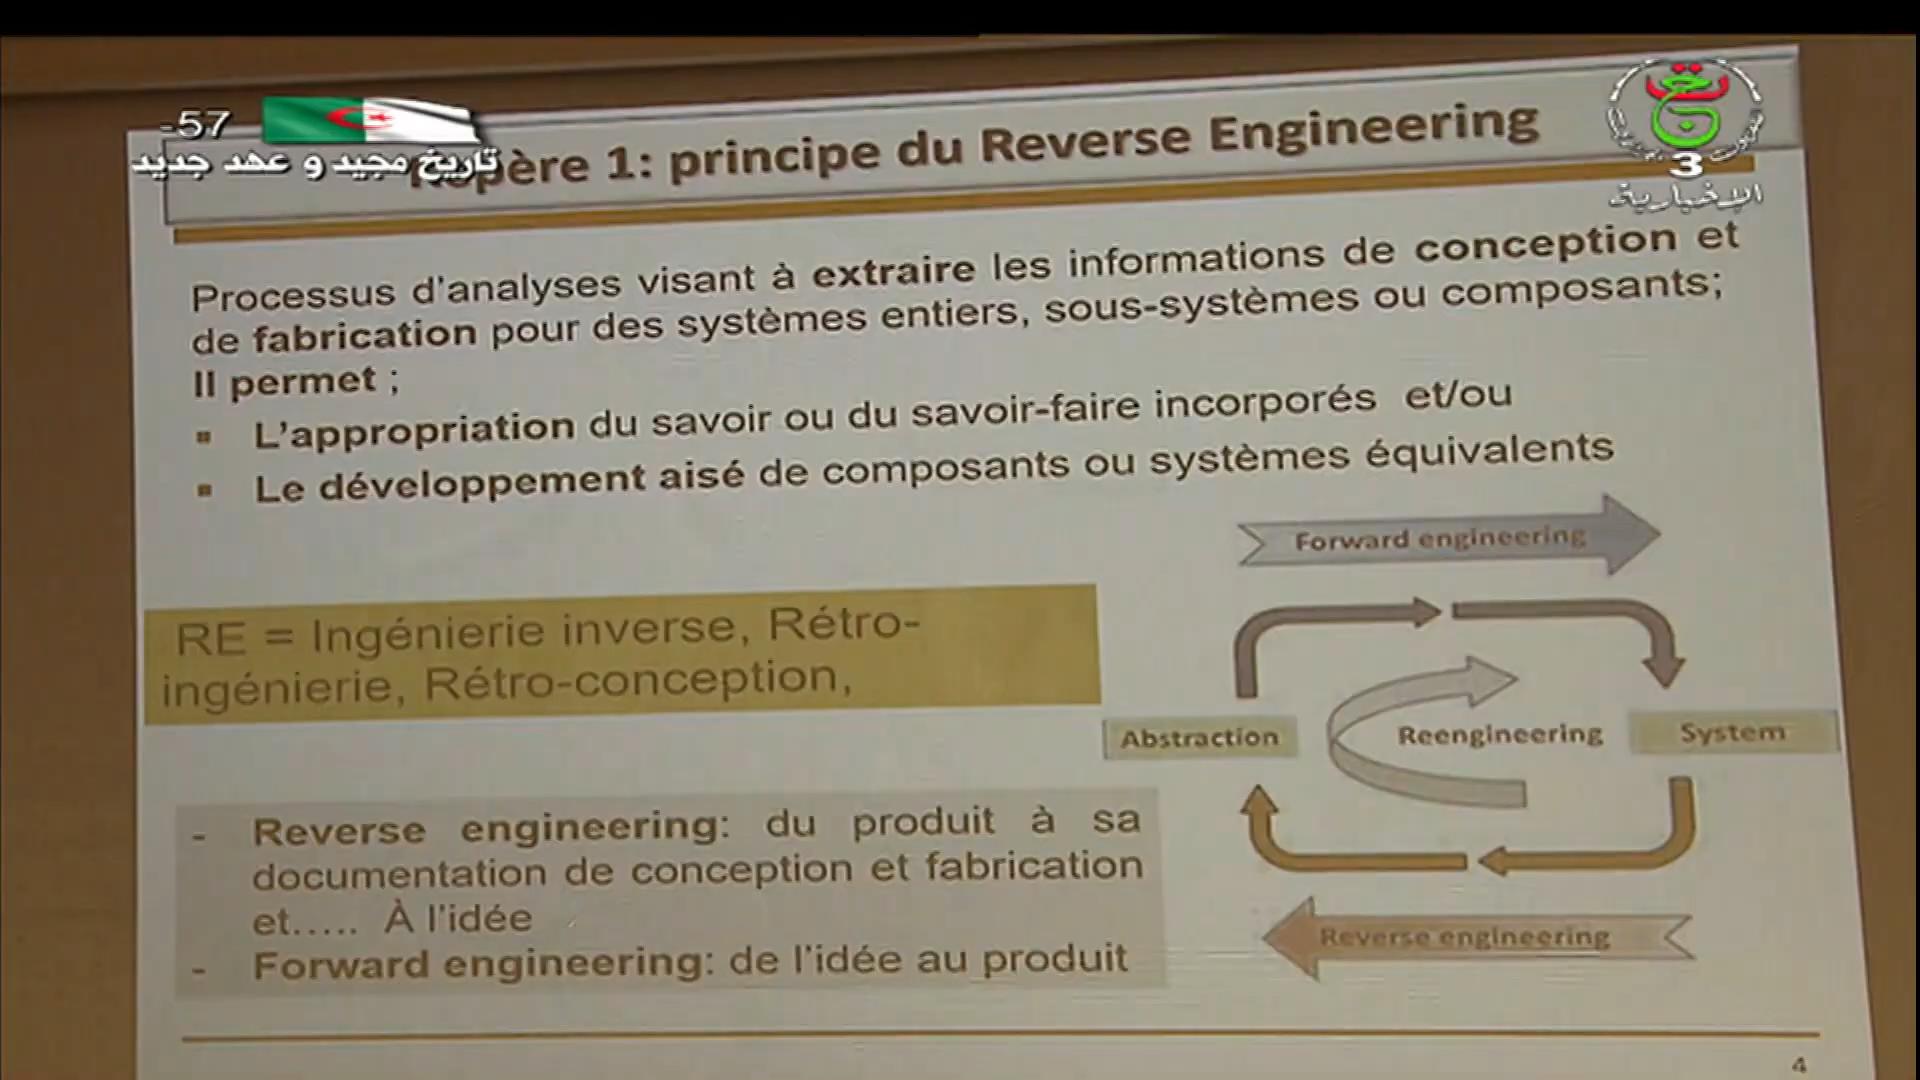 -57
تاريخ مجيد و عهد جديد
3
الإخبارية
père 1: principe du Reverse Engineering
Processus d'analyses visant à extraire les informations de conception et
de fabrication pour des systèmes entiers, sous-systèmes ou composants;
Il permet ;
▪ L'appropriation du savoir ou du savoir-faire incorporés et/ou
▪ Le développement aisé de composants ou systèmes équivalents
RE = Ingénierie inverse, Rétro-
ingénierie, Rétro-conception,
Forward engineering
Abstraction
Reengineering
System
Reverse engineering
- Reverse engineering: du produit à sa
documentation de conception et fabrication
et..... À l'idée
- Forward engineering: de l'idée au produit
4